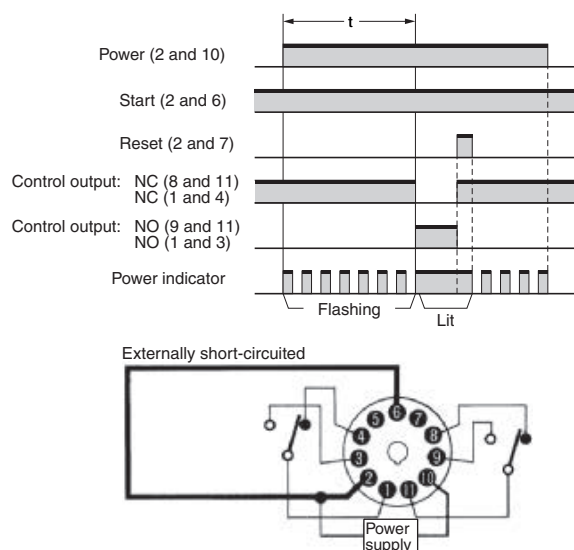 t
Power (2 and 10)
Start (2 and 6)
Reset (2 and 7)
Control output: NC (8 and 11)
NC (1 and 4)
Control output: NO (9 and 11)
NO (1 and 3)
Power indicator
Flashing
Lit
Externally short-circuited
6
5
7
4
8
3
9
2
10
1
11
Power
supply